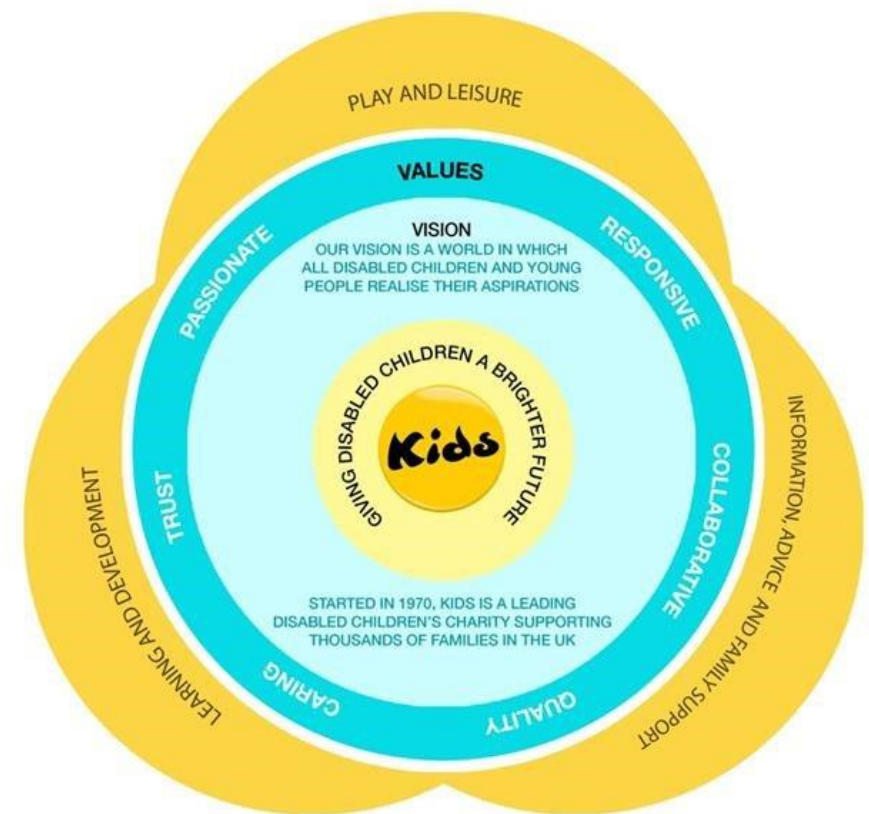 PLAY AND LEISURE
VALUES
PASSIONATE
RESPONSIVE
VISION
OUR VISION IS A WORLD IN WHICH
ALL DISABLED CHILDREN AND YOUNG
PEOPLE REALISE THEIR ASPIRATIONS
GIVING DISABLED CHILDREN A BRIGHTER FUTURE
Kids
TRUST
COLLABORATIVE
LEARNING AND DEVELOPMENT
INFORMATION, ADVICE AND FAMILY SUPPORT
STARTED IN 1970, KIDS IS A LEADING
DISABLED CHILDREN'S CHARITY SUPPORTING
THOUSANDS OF FAMILIES IN THE UK
CARING
QUALITY